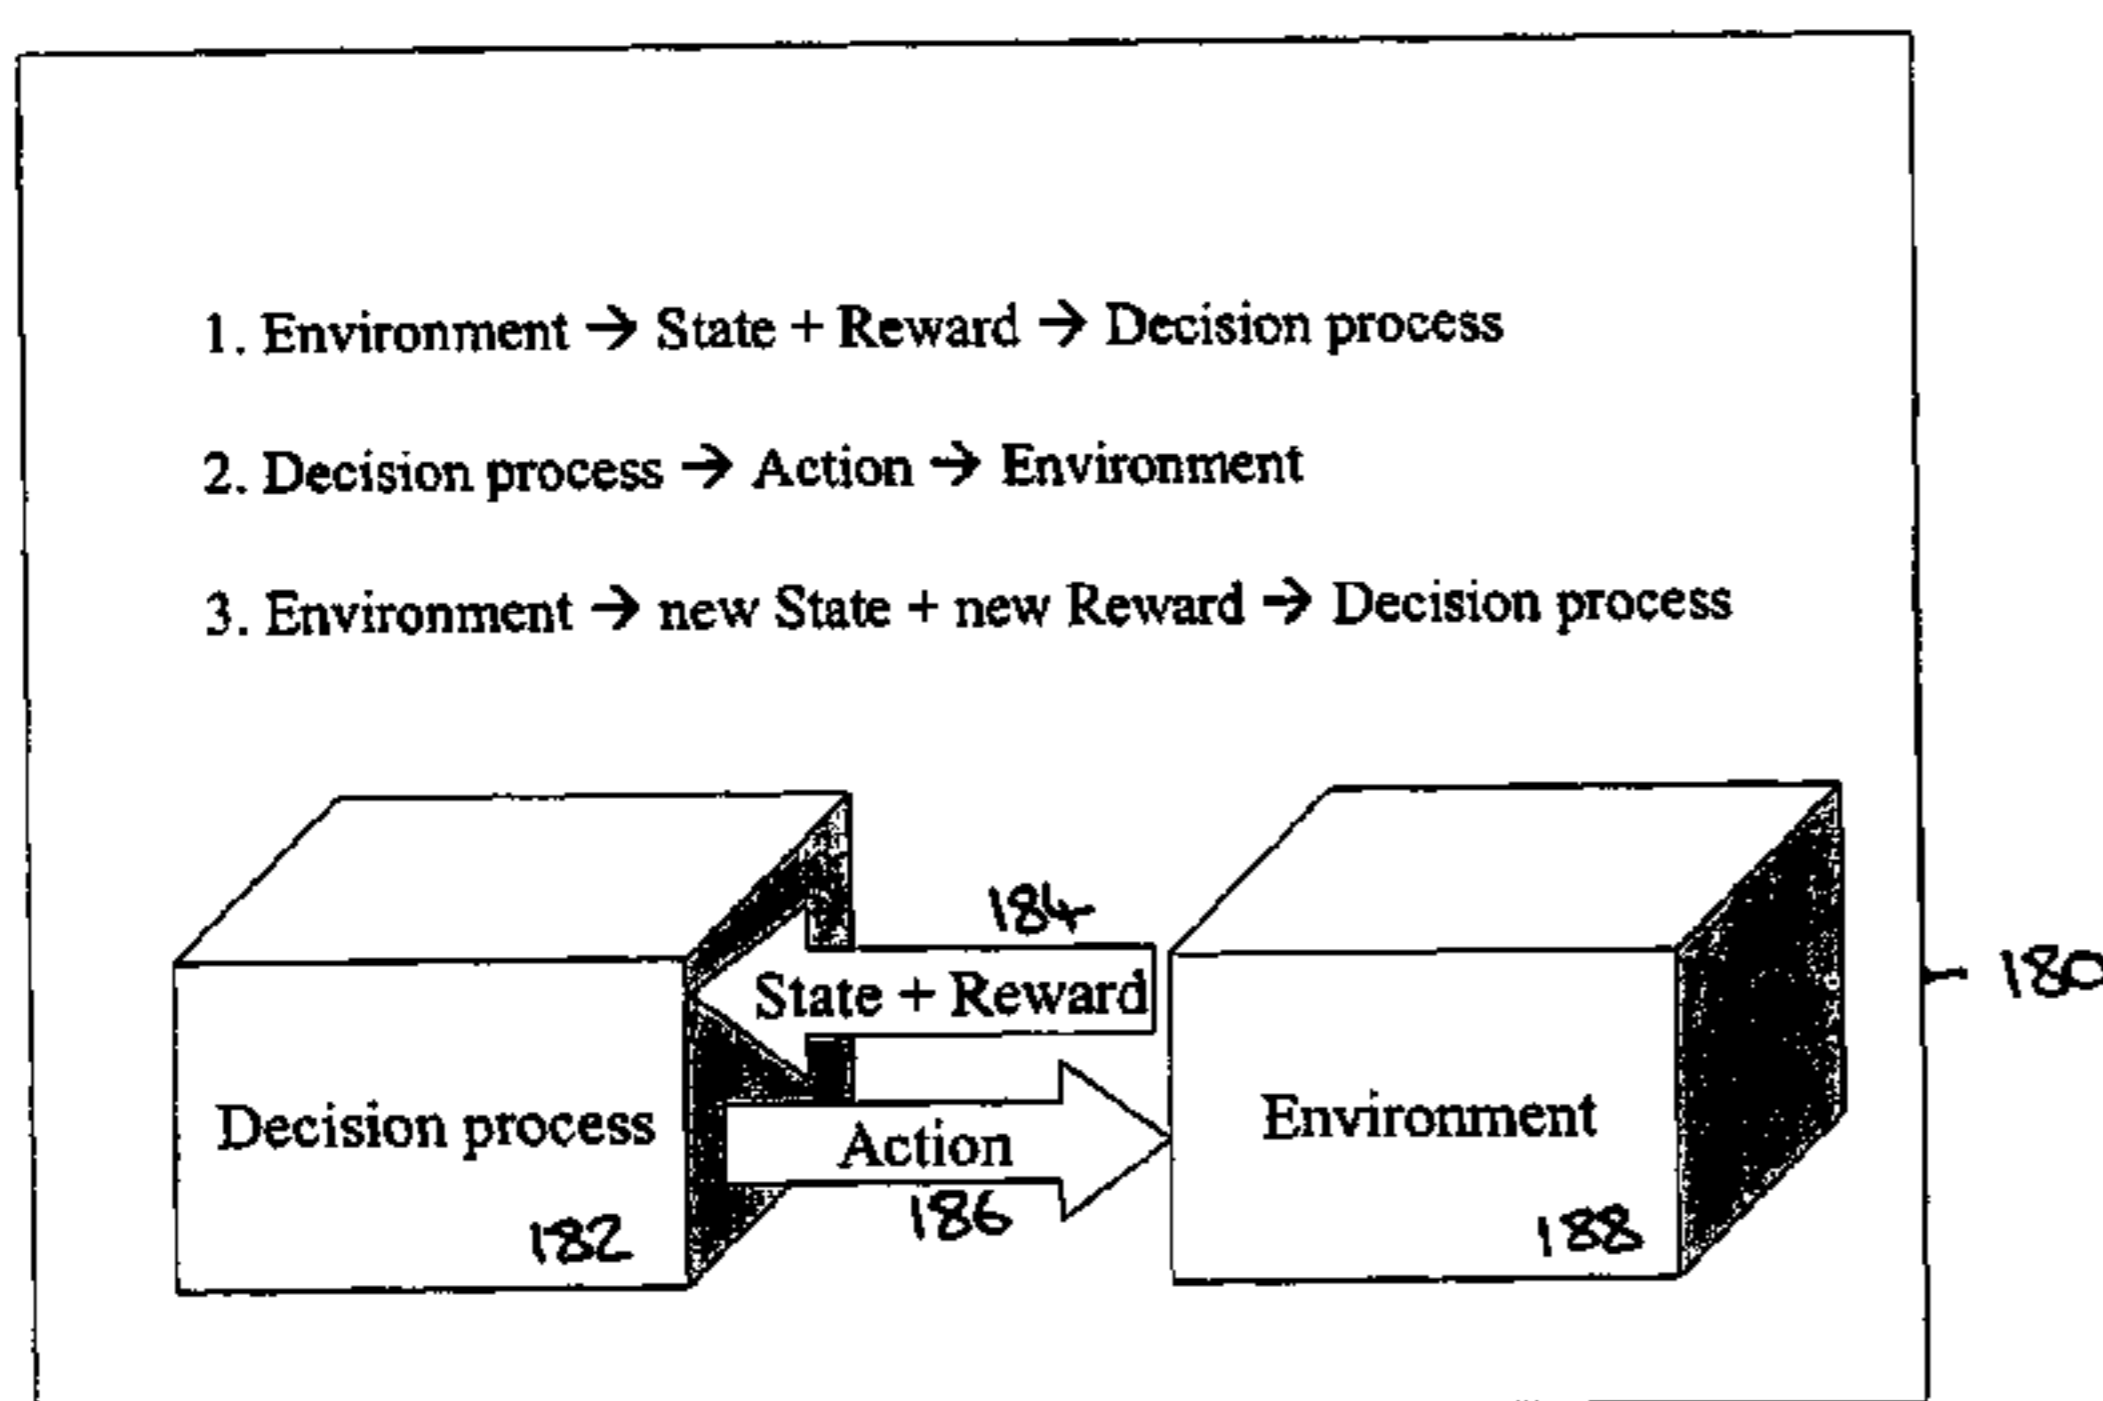 1. Environment → State + Reward → Decision process
2. Decision process → Action → Environment
3. Environment → new State + new Reward → Decision process
184
State + Reward
180
Decision process
Environment
Action
182
186
188